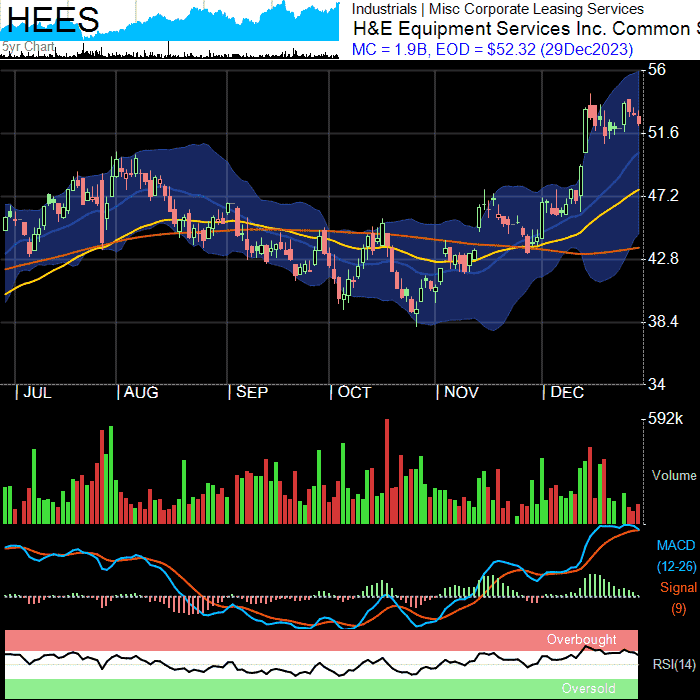 HEES
5yr Chart
Industrials | Misc Corporate Leasing Services
H&E Equipment Services Inc. Common S
MC = 1.9B, EOD = $52.32 (29Dec2023)
56
51.6
47.2
42.8
38.4
34
JUL AUG SEP OCT NOV DEC
592k
Volume
MACD
(12-26)
Signal
(9)
Overbought
RSI(14)
Oversold